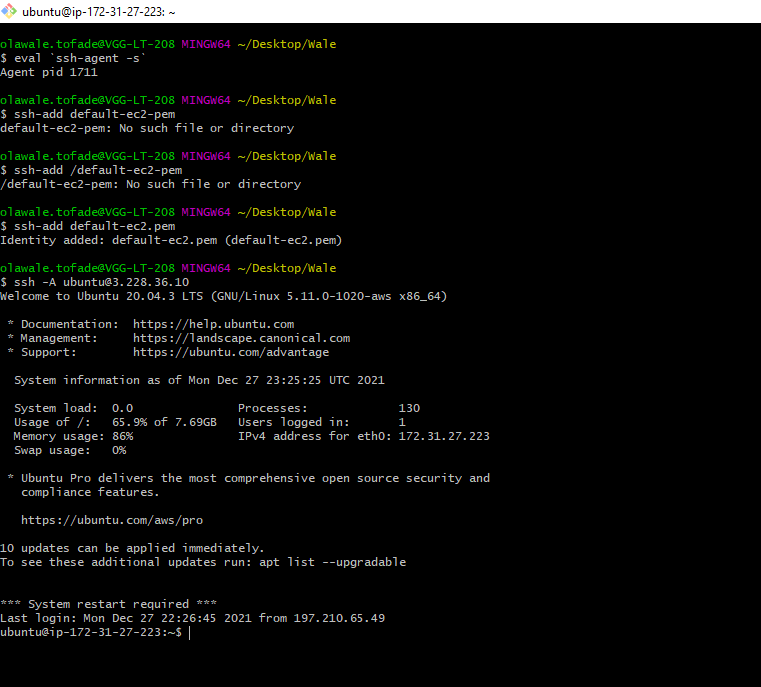 ubuntu@ip-172-31-27-223: ~
olawale.tofade@VGG-LT-208 MINGW64 ~/Desktop/Wale
$ eval `ssh-agent -s`
Agent pid 1711
olawale.tofade@VGG-LT-208 MINGW64 ~/Desktop/Wale
$ ssh-add default-ec2-pem
default-ec2-pem: No such file or directory
olawale.tofade@VGG-LT-208 MINGW64 ~/Desktop/Wale
$ ssh-add /default-ec2-pem
/default-ec2-pem: No such file or directory
olawale.tofade@VGG-LT-208 MINGW64 ~/Desktop/Wale
$ ssh-add default-ec2.pem
Identity added: default-ec2.pem (default-ec2.pem)
olawale.tofade@VGG-LT-208 MINGW64 ~/Desktop/Wale
$ ssh -A ubuntu@3.228.36.10
Welcome to Ubuntu 20.04.3 LTS (GNU/Linux 5.11.0-1020-aws x86_64)
* Documentation:  https://help.ubuntu.com
* Management:     https://landscape.canonical.com
* Support:        https://ubuntu.com/advantage
System information as of Mon Dec 27 23:25:25 UTC 2021
System load:  0.0               Processes:             130
Usage of /:   65.9% of 7.69GB   Users logged in:       1
Memory usage: 86%               IPv4 address for eth0: 172.31.27.223
Swap usage:   0%
* Ubuntu Pro delivers the most comprehensive open source security and
compliance features.
https://ubuntu.com/aws/pro
10 updates can be applied immediately.
To see these additional updates run: apt list --upgradable
*** System restart required ***
Last login: Mon Dec 27 22:26:45 2021 from 197.210.65.49
ubuntu@ip-172-31-27-223:~$